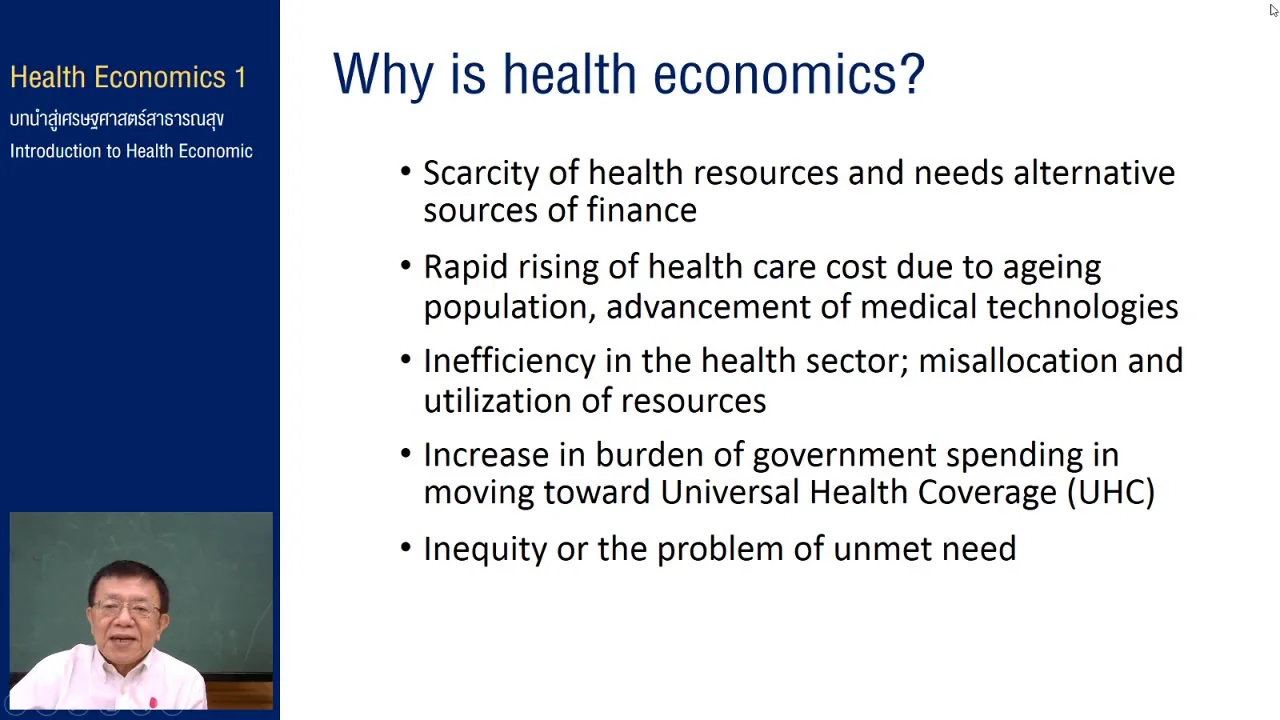 Health Economics 1
บทนำสู่เศรษฐศาสตร์สาธารณสุข
Introduction to Health Economic
Why is health economics?
• Scarcity of health resources and needs alternative
sources of finance
• Rapid rising of health care cost due to ageing
population, advancement of medical technologies
• Inefficiency in the health sector; misallocation and
utilization of resources
• Increase in burden of government spending in
moving toward Universal Health Coverage (UHC)
• Inequity or the problem of unmet need